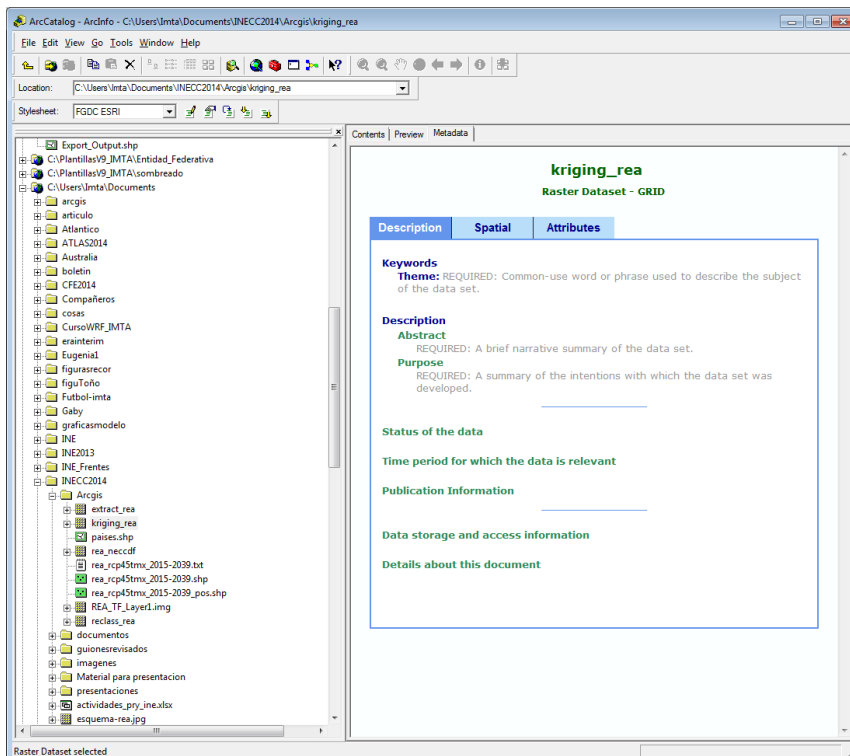 ArcCatalog - ArcInfo - C:\Users\Imta\Documents\INECC2014\Arcgis\kriging_rea
File Edit View Go Tools Window Help
Location: C:\Users\Imta\Documents\INECC2014\Arcgis\kriging_rea
Stylesheet: FGDC ESRI
Export_Output.shp
C:\PlantillasV9_IMTA\Entidad_Federativa
C:\PlantillasV9_IMTA\sombreado
C:\Users\Imta\Documents
arcgis
articulo
Atlantico
ATLAS2014
Australia
boletin
CFE2014
Compañeros
cosas
CursoWRF_IMTA
erainterim
Eugenia1
figurasrecor
figuToño
Futbol-imta
Gaby
graficasmodelo
INE
INE2013
INE_Frentes
INECC2014
Arcgis
extract_rea
kriging_rea
paises.shp
rea_neccdf
rea_rcp45tmx_2015-2039.txt
rea_rcp45tmx_2015-2039.shp
rea_rcp45tmx_2015-2039_pos.shp
REA_TF_Layer1.img
reclass_rea
documentos
guionesrevisados
imagenes
Material para presentacion
presentaciones
actividades_pry_ine.xlsx
esquema-rea.jpg
Contents Preview Metadata
kriging_rea
Raster Dataset - GRID
Description Spatial Attributes
Keywords
Theme: REQUIRED: Common-use word or phrase used to describe the subject
of the data set.
Description
Abstract
REQUIRED: A brief narrative summary of the data set.
Purpose
REQUIRED: A summary of the intentions with which the data set was
developed.
Status of the data
Time period for which the data is relevant
Publication Information
Data storage and access information
Details about this document
Raster Dataset selected